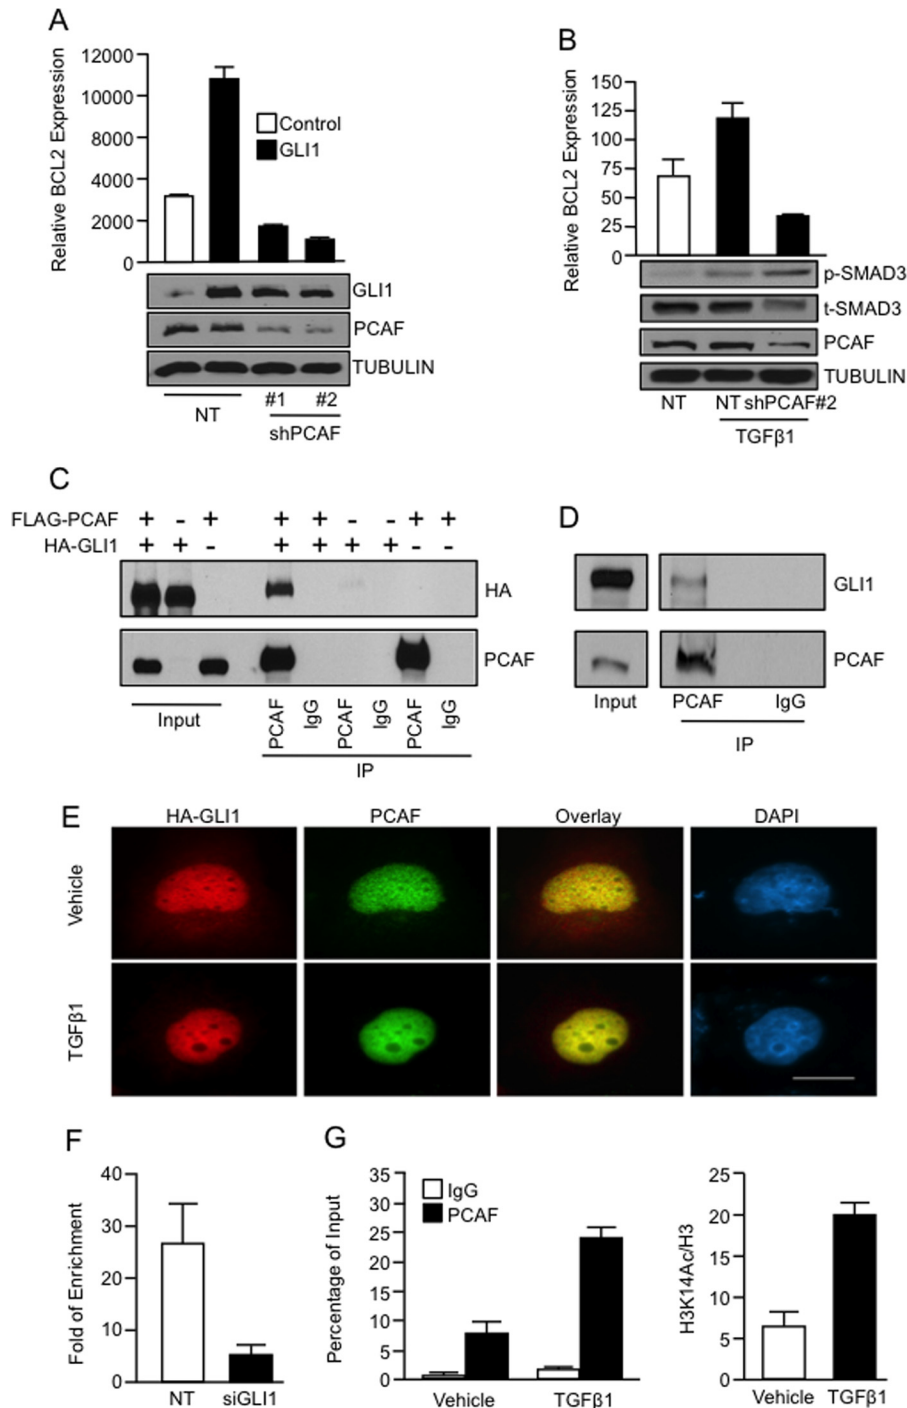 A
Relative BCL2 Expression
12000
10000
8000
6000
4000
2000
0
Control
GLI1
GLI1
PCAF
TUBULIN
NT
#1 #2
shPCAF
B
Relative BCL2 Expression
150
125
100
75
50
25
0
p-SMAD3
t-SMAD3
PCAF
TUBULIN
NT NT shPCAF#2
TGFβ1
C
FLAG-PCAF + - + + + - - + +
HA-GLI1 + + - + + + + - -
HA
PCAF
Input
PCAF IgG PCAF IgG PCAF IgG
IP
D
GLI1
PCAF
Input PCAF IgG
IP
E
HA-GLI1 PCAF Overlay DAPI
Vehicle
TGFβ1
F
Fold of Enrichment
40
30
20
10
0
NT siGLI1
G
Percentage of Input
35
30
25
20
15
10
5
0
IgG
PCAF
Vehicle TGFβ1
H3K14Ac/H3
25
20
15
10
5
0
Vehicle TGFβ1